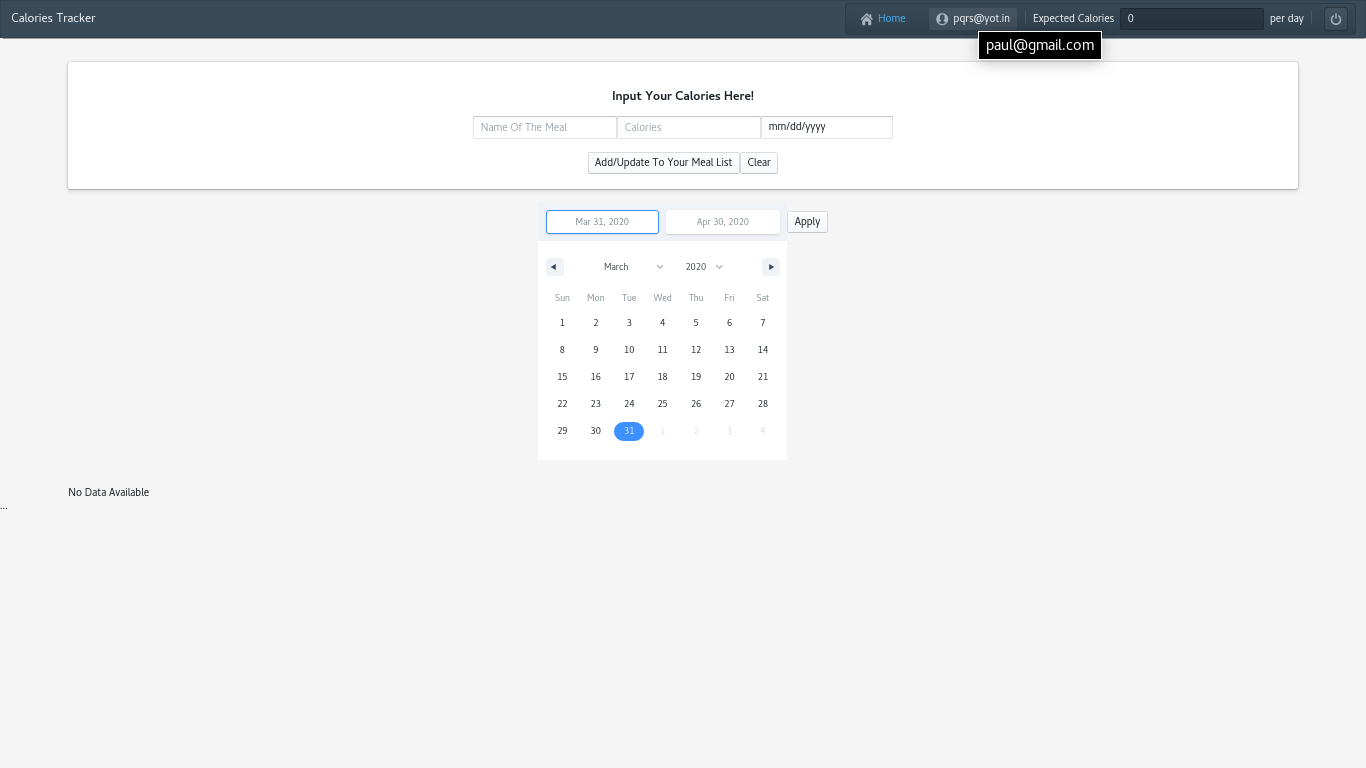 Calories Tracker Home pqrs@yot.in Expected Calories 0 per day
paul@gmail.com
Input Your Calories Here!
Name Of The Meal Calories mm/dd/yyyy
Add/Update To Your Meal List Clear
Mar 31, 2020 Apr 30, 2020 Apply
March 2020
Sun Mon Tue Wed Thu Fri Sat
1 2 3 4 5 6 7
8 9 10 11 12 13 14
15 16 17 18 19 20 21
22 23 24 25 26 27 28
29 30 31 1 2 3 4
No Data Available
...